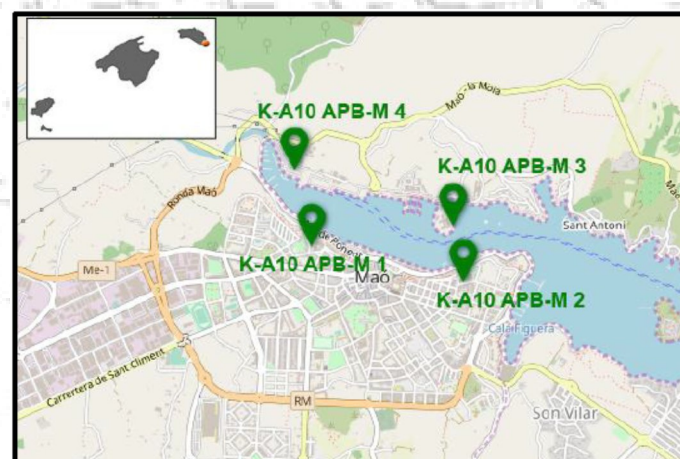 K-A10 APB-M 4
Maó - la Mola
K-A10 APB-M 3
Ronda Maó
Sant Antoni
K-A10 APB-M 1
Me-1
Maó
K-A10 APB-M 2
Cala Figuera
Carretera de Sant Climent
RM
Son Vilar